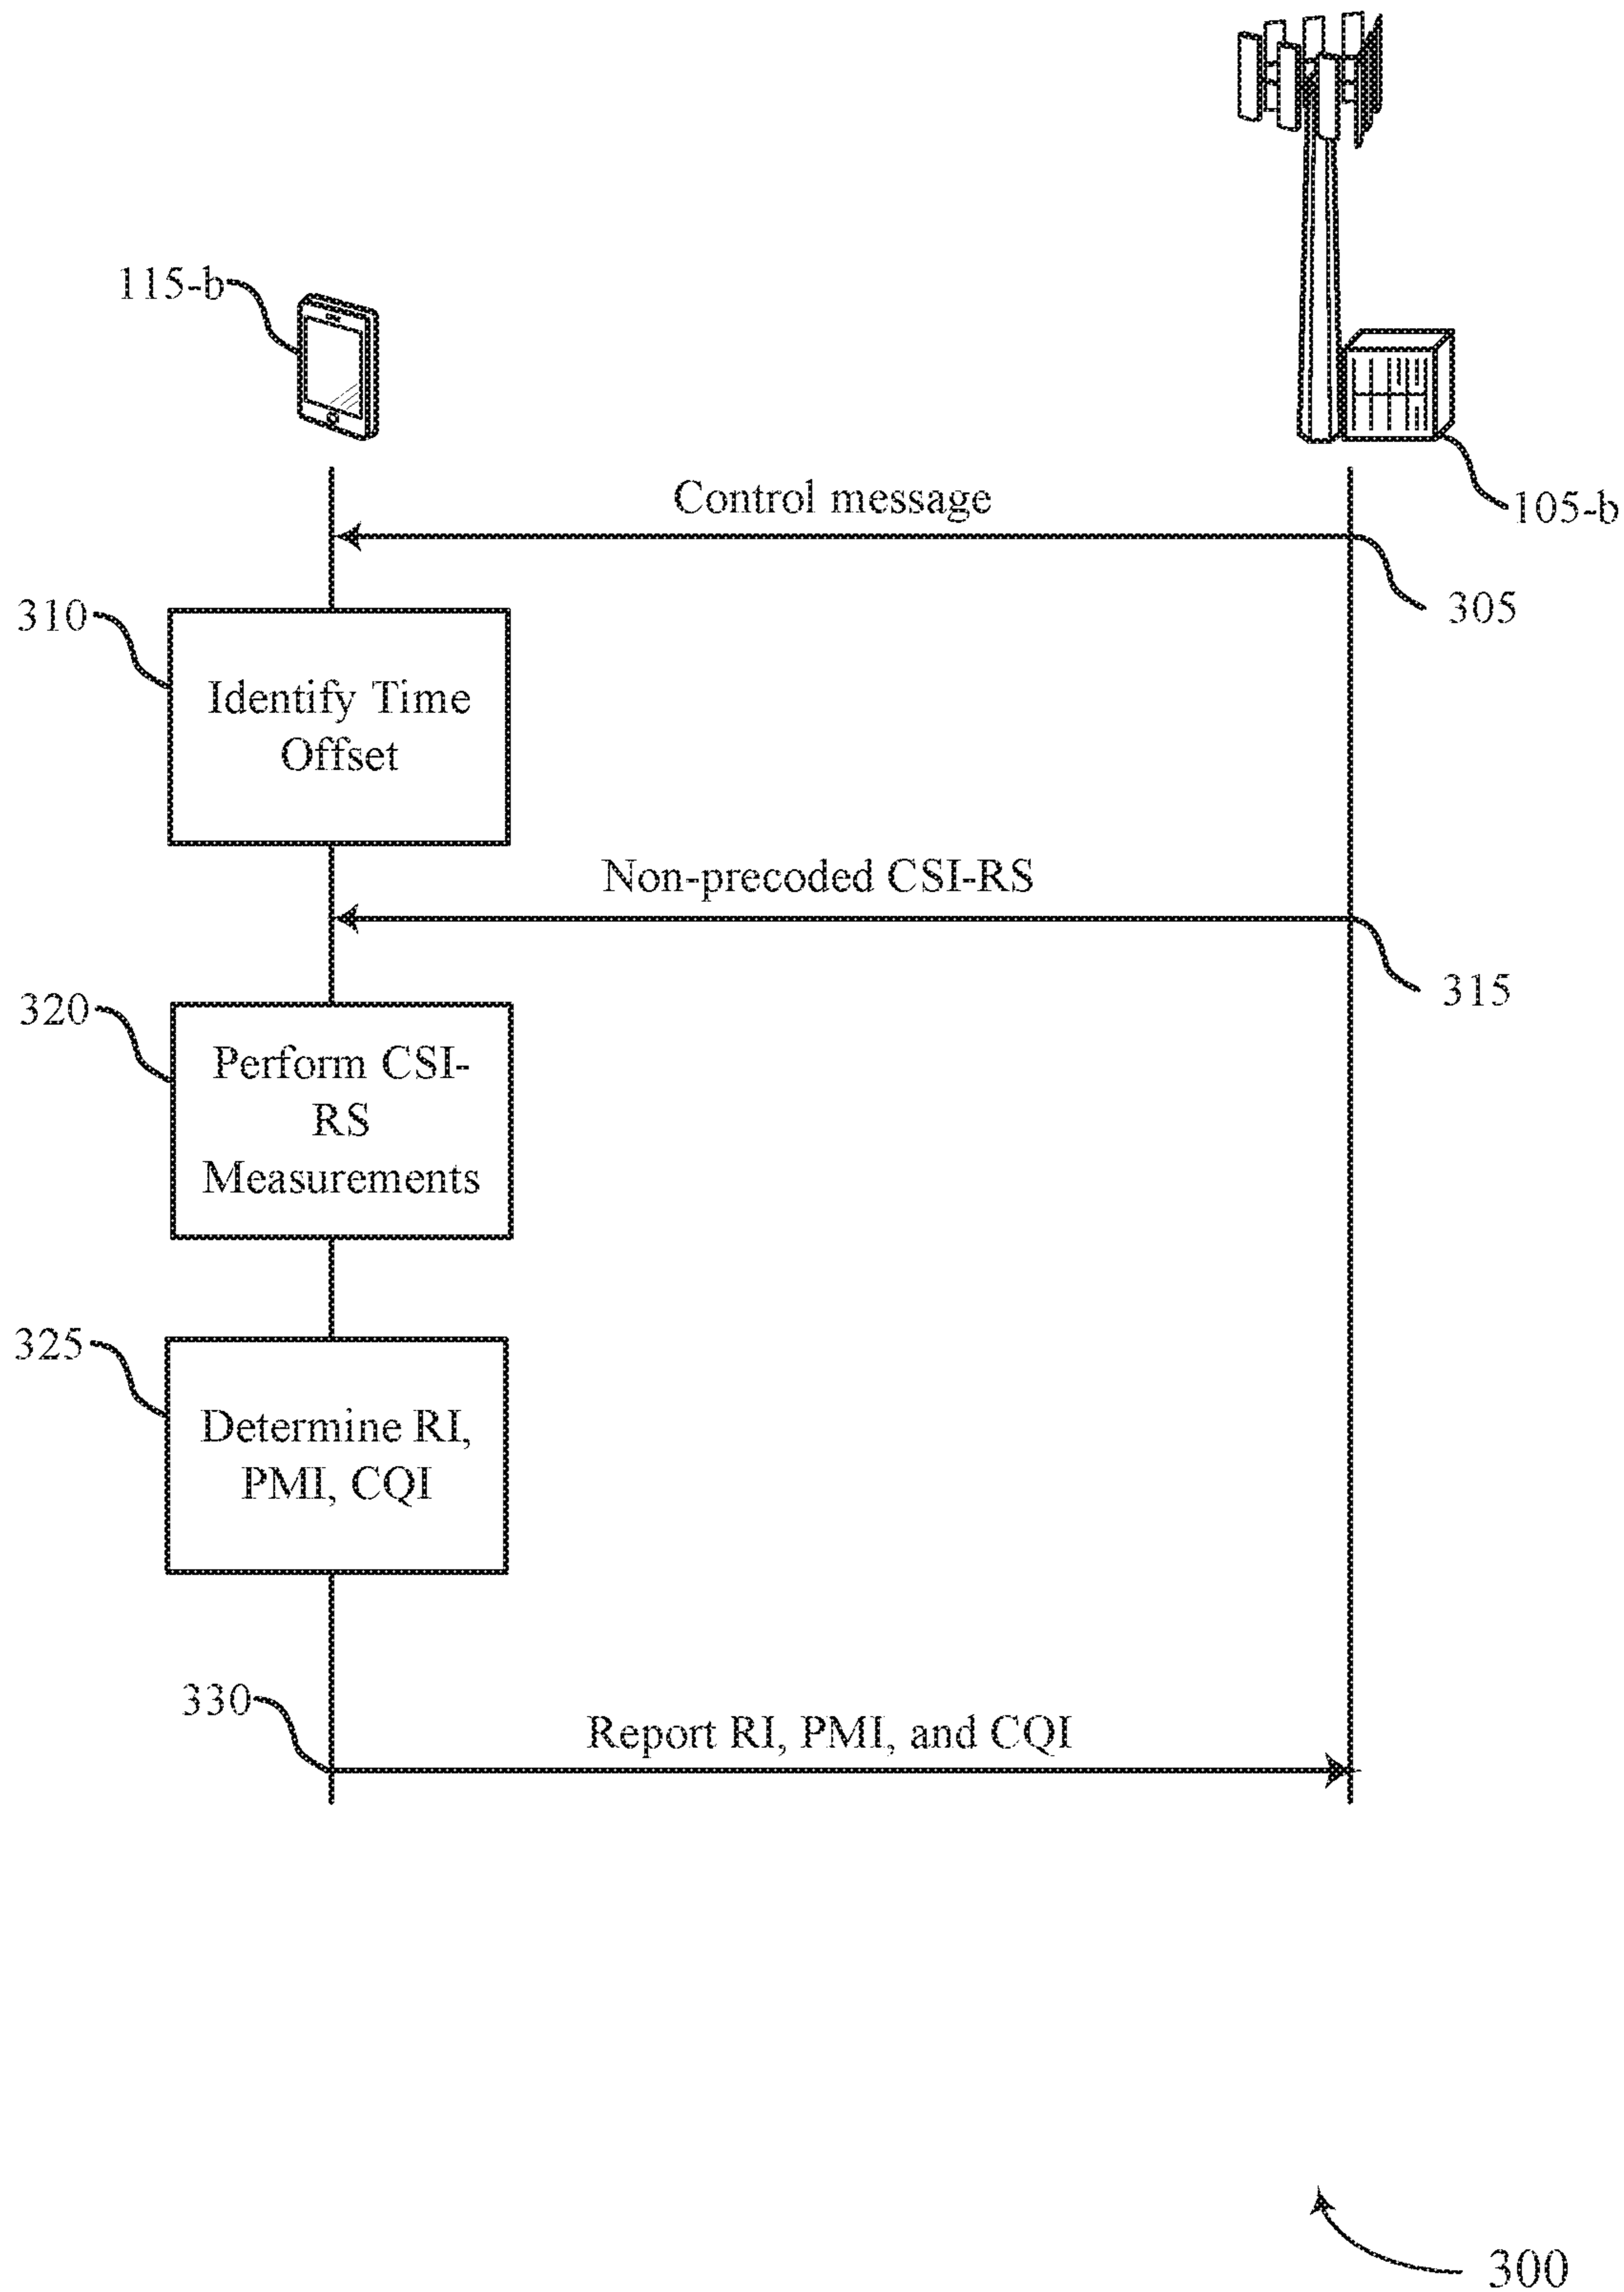 115-b
105-b
Control message
305
310
Identify Time
Offset
Non-precoded CSI-RS
315
320
Perform CSI-
RS
Measurements
325
Determine RI,
PMI, CQI
330
Report RI, PMI, and CQI
300